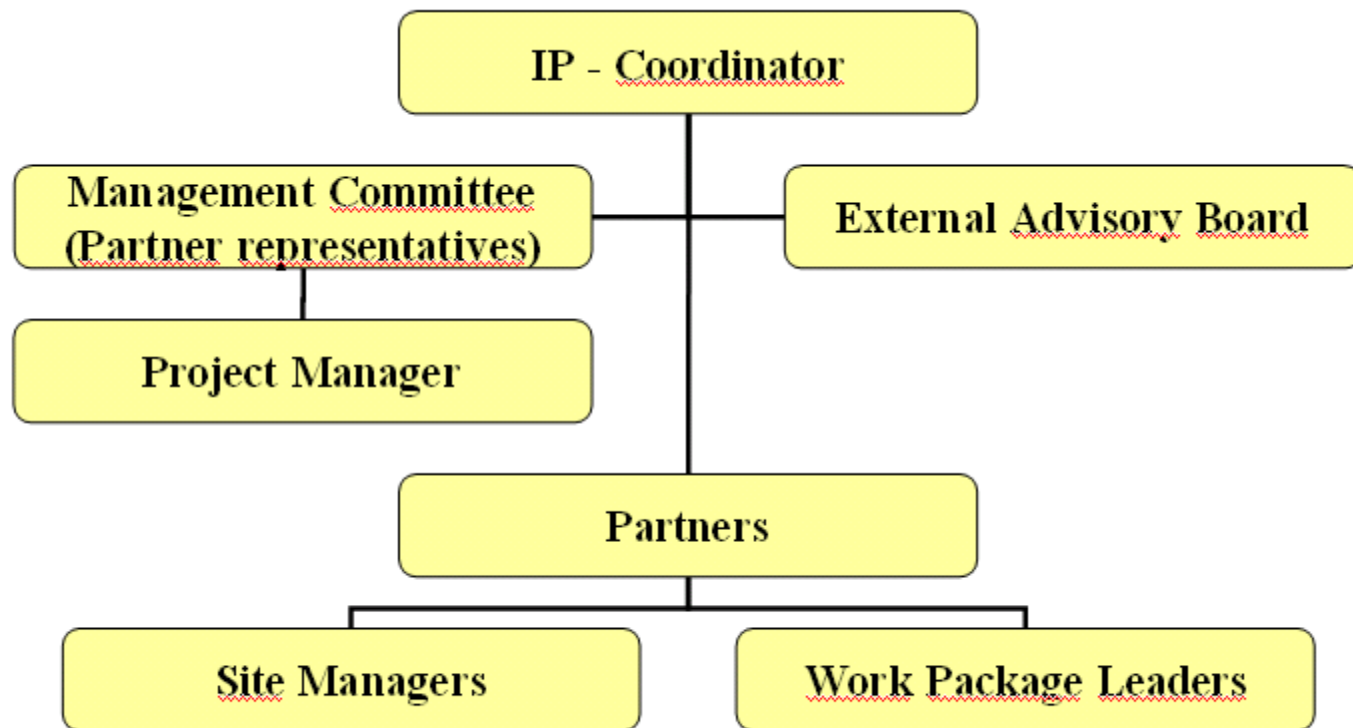 IP - Coordinator
Management Committee
(Partner representatives)
External Advisory Board
Project Manager
Partners
Site Managers
Work Package Leaders